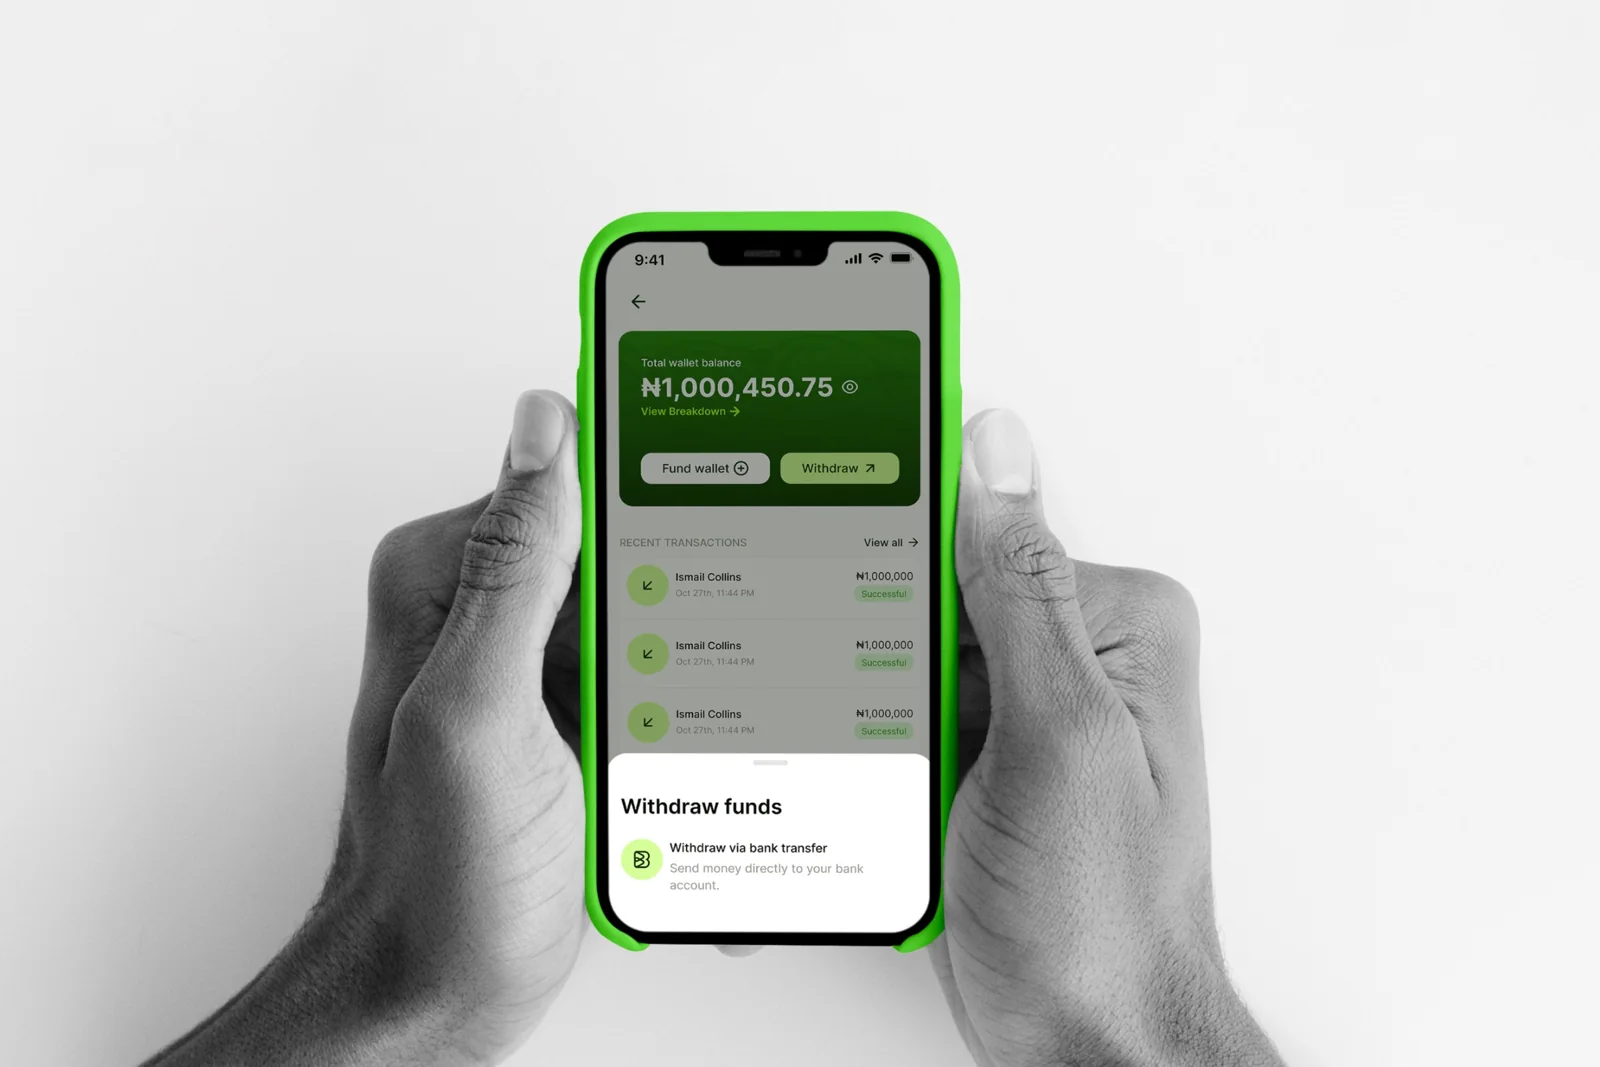 9:41
Total wallet balance
₦1,000,450.75
View Breakdown →
Fund wallet
Withdraw
RECENT TRANSACTIONS
View all →
Ismail Collins
₦1,000,000
Oct 27th, 11:44 PM
Successful
Ismail Collins
₦1,000,000
Oct 27th, 11:44 PM
Successful
Ismail Collins
₦1,000,000
Oct 27th, 11:44 PM
Successful
Withdraw funds
Withdraw via bank transfer
Send money directly to your bank
account.